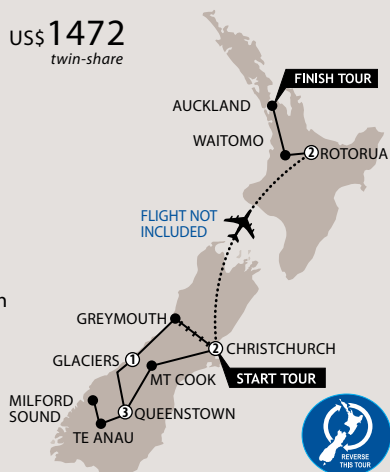 US$ 1472
twin-share
FINISH TOUR
AUCKLAND
WAITOMO
2 ROTORUA
FLIGHT NOT
INCLUDED
n
GREYMOUTH
GLACIERS 1
2 CHRISTCHURCH
MT COOK
START TOUR
MILFORD
SOUND
3 QUEENSTOWN
TE ANAU
REVERSE
THIS TOUR